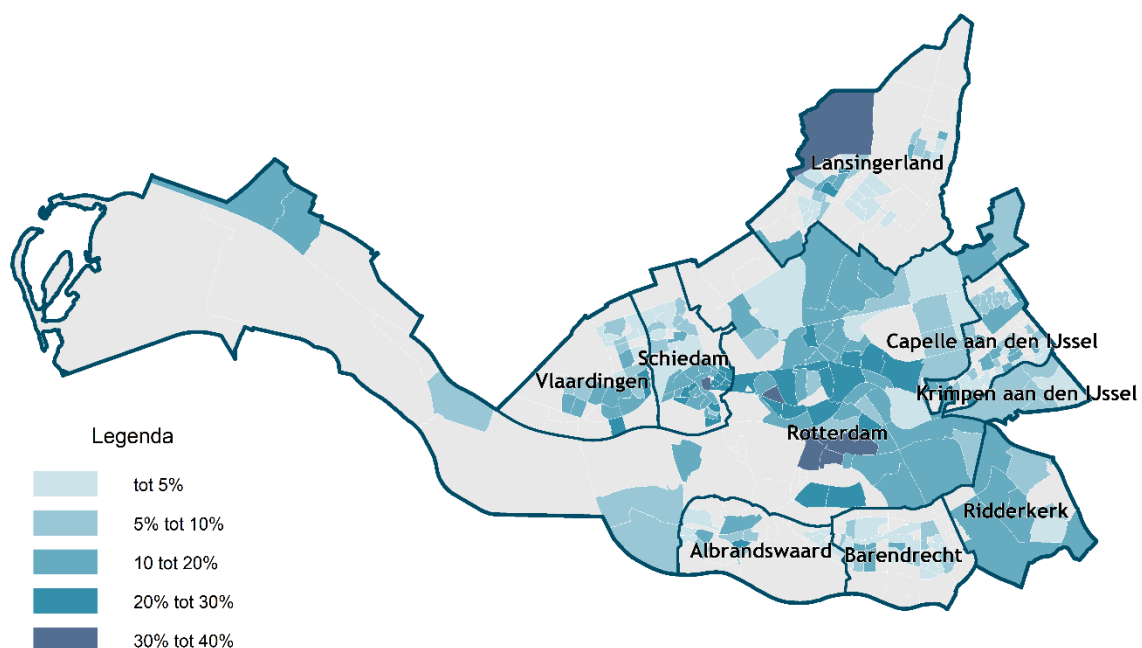 Lansingerland
Capelle aan den IJssel
Schiedam
Vlaardingen
Krimpen aan den IJssel
Rotterdam
Ridderkerk
Albrandswaard
Barendrecht
Legenda
tot 5%
5% tot 10%
10 tot 20%
20% tot 30%
30% tot 40%